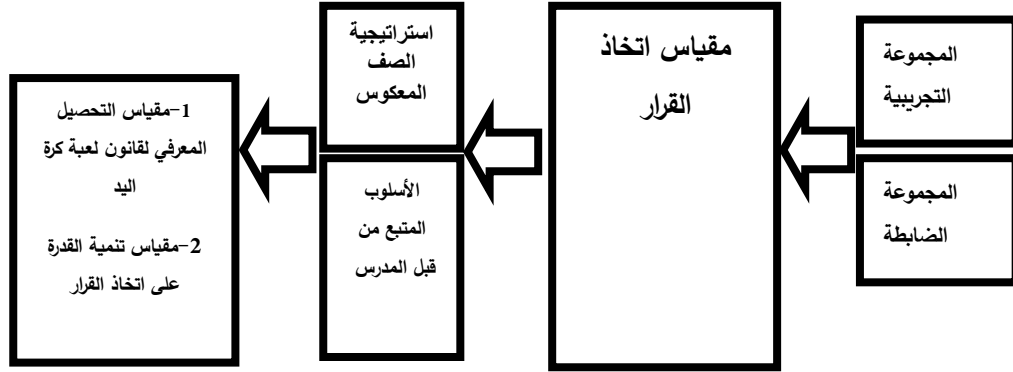 المجموعة
التجريبية
المجموعة
الضابطة
مقياس اتخاذ
القرار
استراتيجية
الصف
المعكوس
الأسلوب
المتبع من
قبل المدرس
1-مقياس التحصيل
المعرفي لقانون لعبة كرة
اليد
2-مقياس تنمية القدرة
على اتخاذ القرار